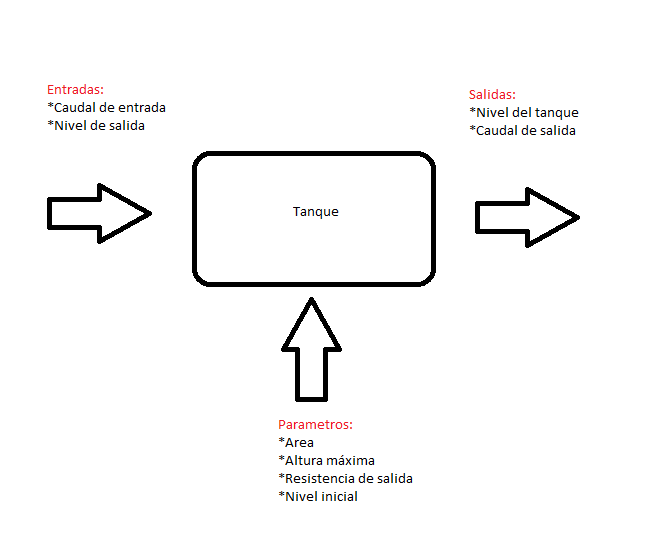 Entradas:
*Caudal de entrada
*Nivel de salida
Salidas:
*Nivel del tanque
*Caudal de salida
Tanque
Parametros:
*Area
*Altura máxima
*Resistencia de salida
*Nivel inicial